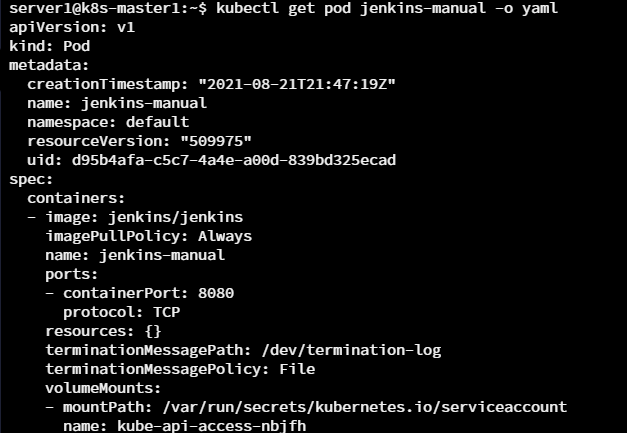 server1@k8s-master1:~$ kubectl get pod jenkins-manual -o yaml
apiVersion: v1
kind: Pod
metadata:
  creationTimestamp: "2021-08-21T21:47:19Z"
  name: jenkins-manual
  namespace: default
  resourceVersion: "509975"
  uid: d95b4afa-c5c7-4a4e-a00d-839bd325ecad
spec:
  containers:
  - image: jenkins/jenkins
    imagePullPolicy: Always
    name: jenkins-manual
    ports:
    - containerPort: 8080
      protocol: TCP
    resources: {}
    terminationMessagePath: /dev/termination-log
    terminationMessagePolicy: File
    volumeMounts:
    - mountPath: /var/run/secrets/kubernetes.io/serviceaccount
      name: kube-api-access-nbjfh